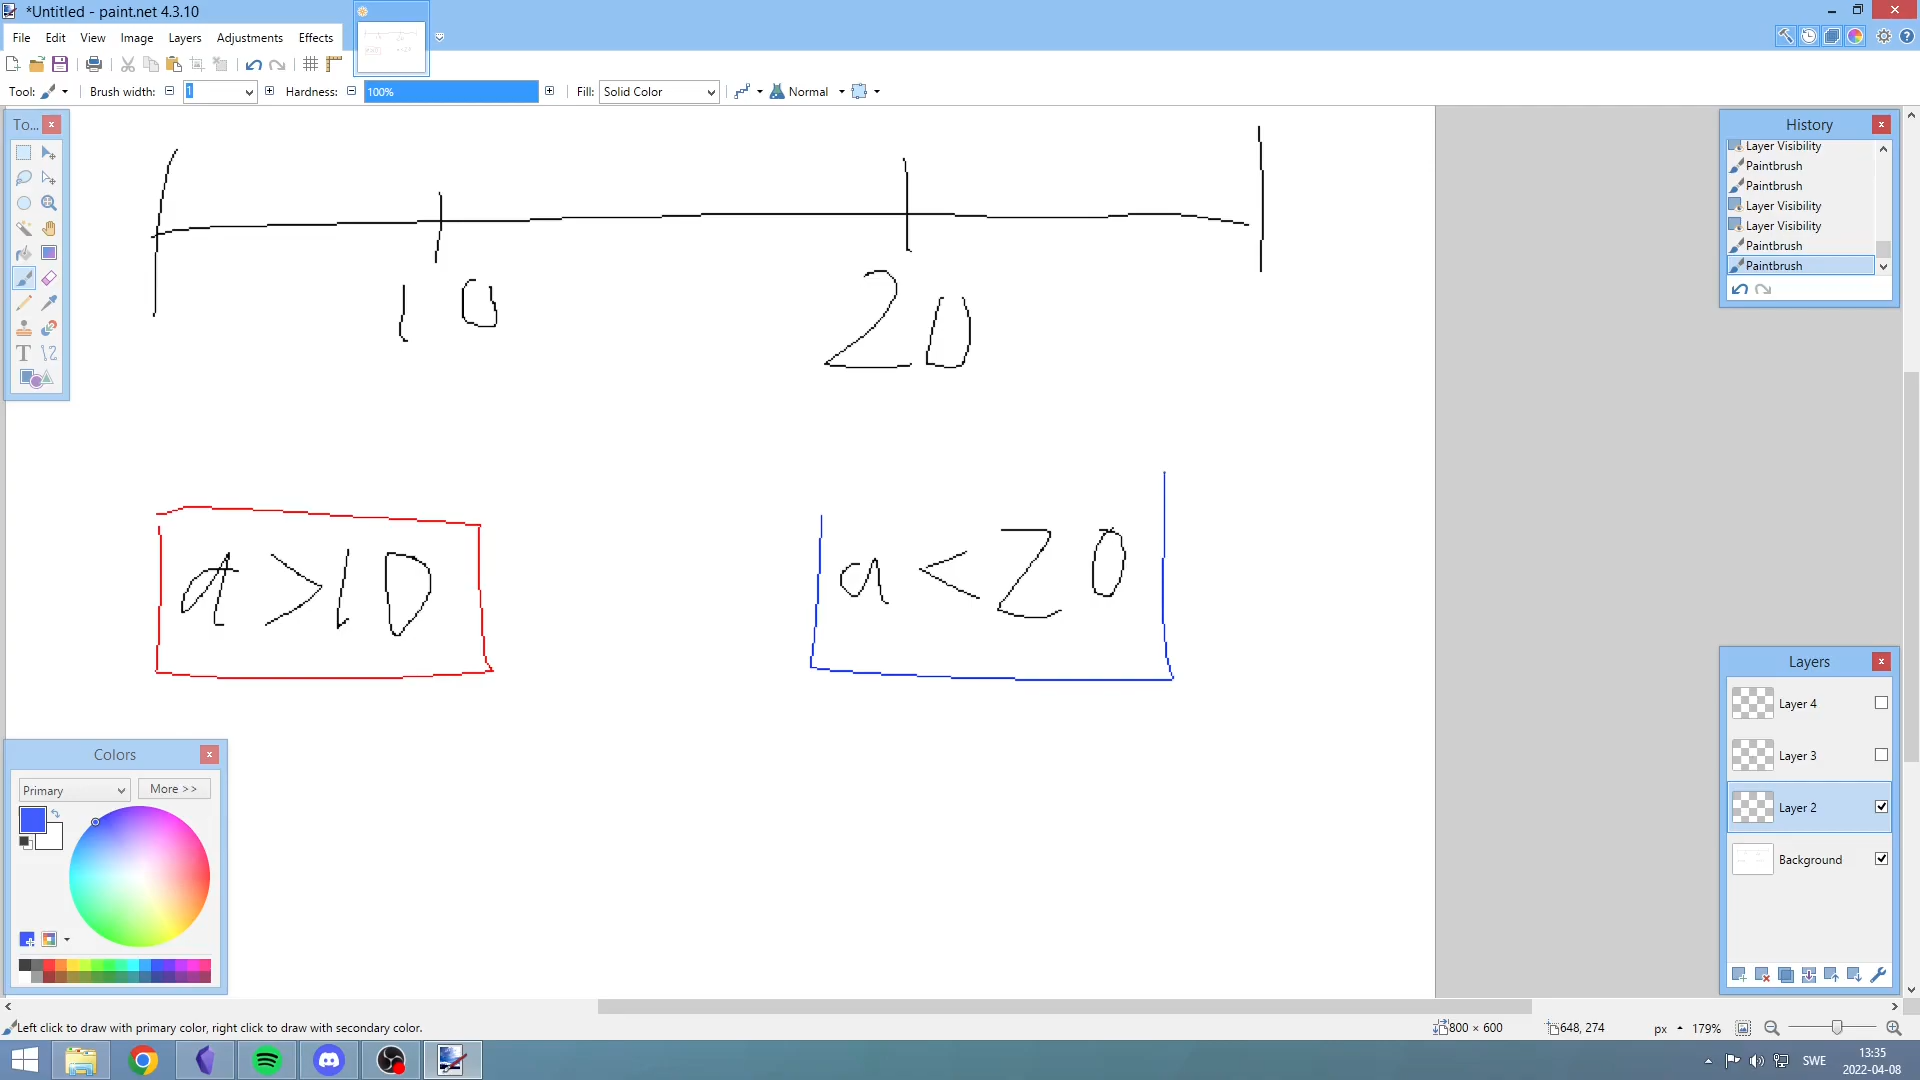 *Untitled - paint.net 4.3.10
File Edit View Image Layers Adjustments Effects
Tool: Brush width: 1 Hardness: 100% Fill: Solid Color Normal
To...
History
Layer Visibility
Paintbrush
Paintbrush
Layer Visibility
Layer Visibility
Paintbrush
Paintbrush
10
20
a > 10
a < 20
Layers
Layer 4
Layer 3
Layer 2
Background
Colors
Primary
More >>
Left click to draw with primary color, right click to draw with secondary color.
800 × 600
648, 274
px
179%
SWE
13:35
2022-04-08